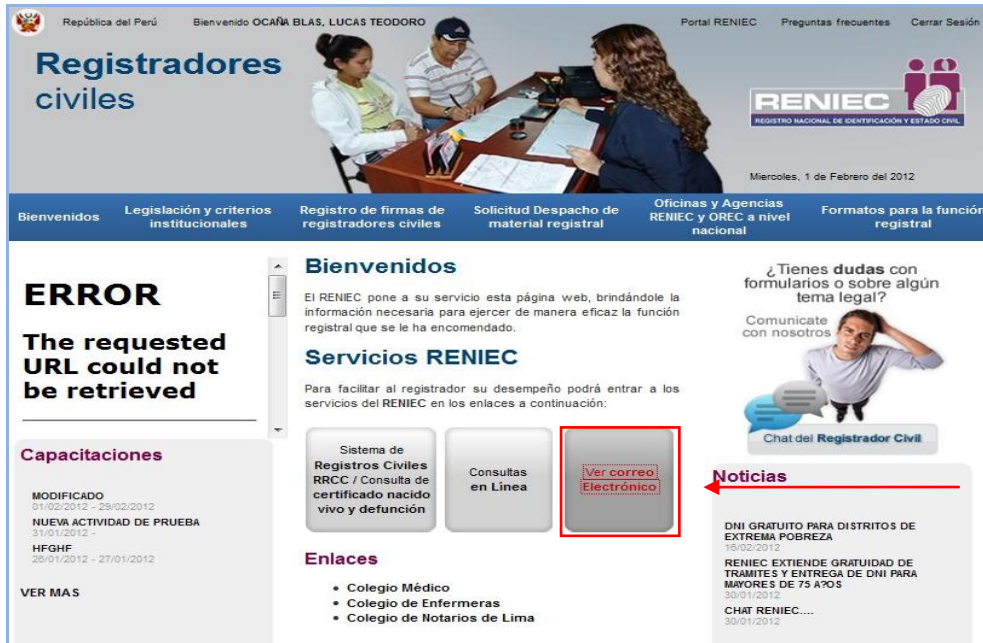 República del Perú
Bienvenido OCAÑA BLAS, LUCAS TEODORO
Portal RENIEC
Preguntas frecuentes
Cerrar Sesión
Registradores
civiles
RENIEC
REGISTRO NACIONAL DE IDENTIFICACIÓN Y ESTADO CIVIL
Miercoles, 1 de Febrero del 2012
Bienvenidos
Legislación y criterios
institucionales
Registro de firmas de
registradores civiles
Solicitud Despacho de
material registral
Oficinas y Agencias
RENIEC y OREC a nivel
nacional
Formatos para la función
registral
ERROR
The requested
URL could not
be retrieved
Capacitaciones
MODIFICADO
01/02/2012 - 29/02/2012
NUEVA ACTIVIDAD DE PRUEBA
31/01/2012 -
HFGHF
26/01/2012 - 27/01/2012
VER MAS
Bienvenidos
El RENIEC pone a su servicio esta página web, brindándole la
información necesaria para ejercer de manera eficaz la función
registral que se le ha encomendado.
Servicios RENIEC
Para facilitar al registrador su desempeño podrá entrar a los
servicios del RENIEC en los enlaces a continuación:
Sistema de
Registros Civiles
RRCC / Consulta de
certificado nacido
vivo y defunción
Consultas
en Línea
Ver correo
Electrónico
Enlaces
• Colegio Médico
• Colegio de Enfermeras
• Colegio de Notarios de Lima
¿Tienes dudas con
formularios o sobre algún
tema legal?
Comunicate
con nosotros
Chat del Registrador Civil
Noticias
DNI GRATUITO PARA DISTRITOS DE
EXTREMA POBREZA
16/02/2012
RENIEC EXTIENDE GRATUIDAD DE
TRAMITES Y ENTREGA DE DNI PARA
MAYORES DE 75 A?OS
30/01/2012
CHAT RENIEC....
30/01/2012